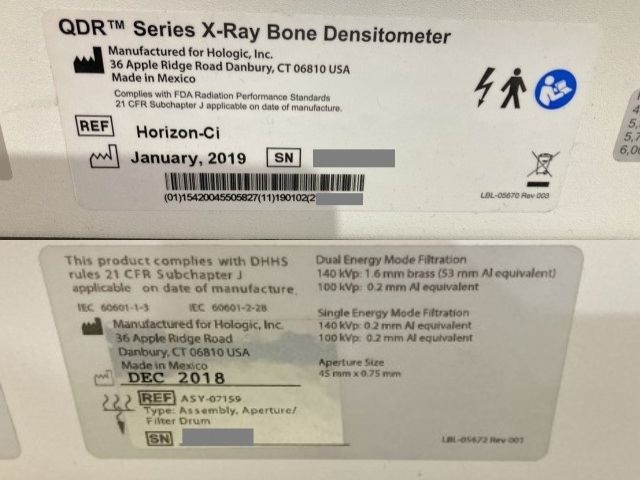 QDR™ Series X-Ray Bone Densitometer
Manufactured for Hologic, Inc.
36 Apple Ridge Road Danbury, CT 06810 USA
Made in Mexico
Complies with FDA Radiation Performance Standards
21 CFR Subchapter J applicable on date of manufacture.
REF Horizon-Ci
January, 2019 SN
(01)15420045505827(11)190102(2
LBL-05670 Rev 003
4
5,
5,7
6,00
This product complies with DHHS
rules 21 CFR Subchapter J
applicable on date of manufacture.
IEC 60601-1-3 IEC 60601-2-28
Manufactured for Hologic, Inc.
36 Apple Ridge Road
Danbury, CT 06810 USA
Made in Mexico
DEC 2018
REF ASY-07159
Type: Assembly, Aperture/
Filter Drum
SN
Dual Energy Mode Filtration
140 kVp: 1.6 mm brass (53 mm Al equivalent)
100 kVp: 0.2 mm Al equivalent
Single Energy Mode Filtration
140 kVp: 0.2 mm Al equivalent
100 kVp: 0.2 mm Al equivalent
Aperture Size
45 mm x 0.75 mm
LBL-05672 Rev 001